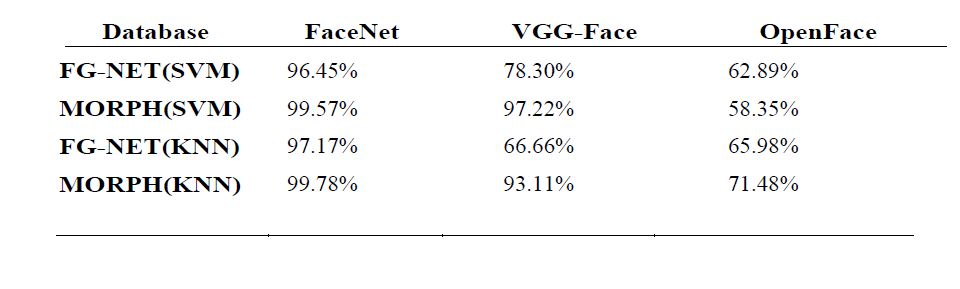 Database FaceNet VGG-Face OpenFace
FG-NET(SVM) 96.45% 78.30% 62.89%
MORPH(SVM) 99.57% 97.22% 58.35%
FG-NET(KNN) 97.17% 66.66% 65.98%
MORPH(KNN) 99.78% 93.11% 71.48%